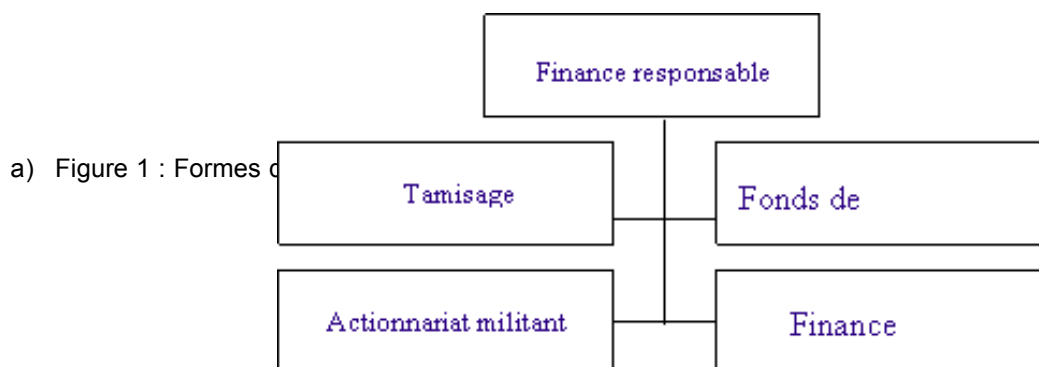 Finance responsable
a) Figure 1 : Formes
Tamisage
Fonds de
Actionnariat militant
Finance